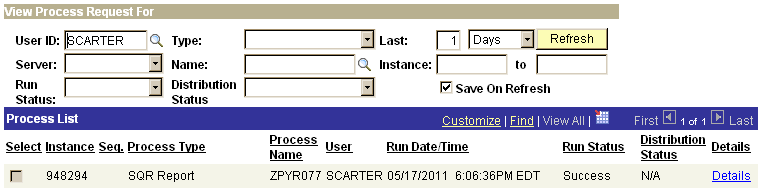 View Process Request For
User ID: SCARTER Type: Last: 1 Days Refresh
Server: Name: Instance: to
Run Status: Distribution Status Save On Refresh
Process List Customize | Find | View All | First 1 of 1 Last
Select Instance Seq. Process Type Process Name User Run Date/Time Run Status Distribution Status Details
948294 SQR Report ZPYR077 SCARTER 05/17/2011 6:06:36PM EDT Success N/A Details